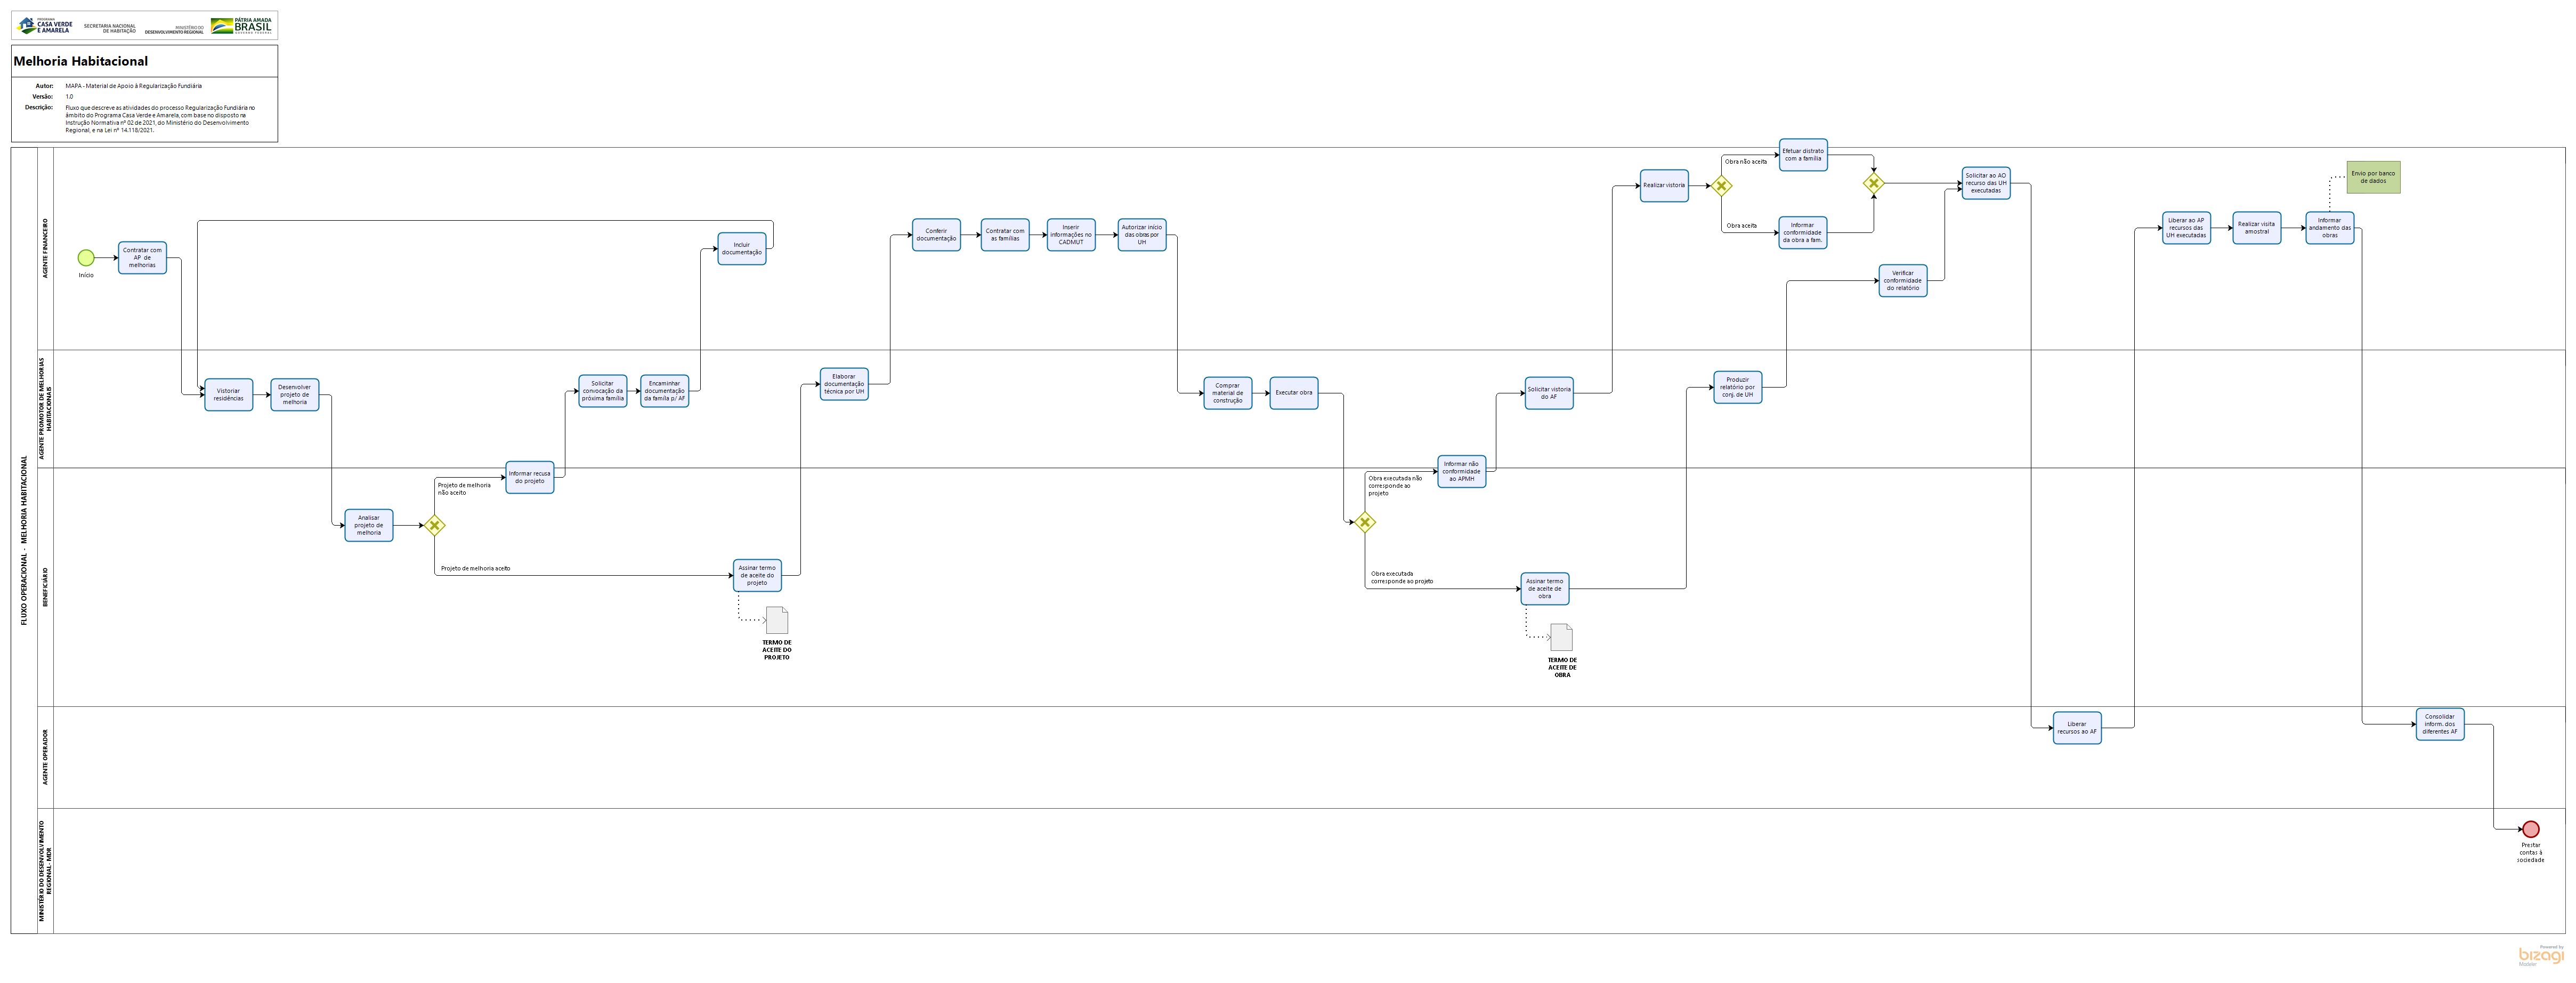 PROGRAMA
CASA VERDE
E AMARELA
SECRETARIA NACIONAL
DE HABITAÇÃO
MINISTÉRIO DO
DESENVOLVIMENTO REGIONAL
PÁTRIA AMADA
BRASIL
GOVERNO FEDERAL
Melhoria Habitacional
Autor: MAPA - Material de Apoio à Regularização Fundiária
Versão: 1.0
Descrição: Fluxo que descreve as atividades do processo Regularização Fundiária no
âmbito do Programa Casa Verde e Amarela, com base no disposto na
Instrução Normativa nº 02 de 2021, do Ministério do Desenvolvimento
Regional, e na Lei nº 14.118/2021.
FLUXO OPERACIONAL - MELHORIA HABITACIONAL
AGENTE FINANCEIRO
Início
Contratar com
AP de
melhorias
Incluir
documentação
Conferir
documentação
Contratar com
as famílias
Inserir
informações no
CADMUT
Autorizar início
das obras por
UH
Realizar vistoria
Obra não aceita
Efetuar distrato
com a família
Obra aceita
Informar
conformidade
da obra a fam.
Verificar
conformidade
do relatório
Solicitar ao AO
recurso das UH
executadas
Liberar ao AP
recursos das
UH executadas
Realizar visita
amostral
Informar
andamento das
obras
Envio por banco
de dados
AGENTE PROMOTOR DE MELHORIAS
HABITACIONAIS
Vistoriar
residências
Desenvolver
projeto de
melhoria
Solicitar
convocação da
próxima família
Encaminhar
documentação
da famíla p/ AF
Elaborar
documentação
técnica por UH
Comprar
material de
construção
Executar obra
Solicitar vistoria
do AF
Produzir
relatório por
conj. de UH
BENEFICIÁRIO
Analisar
projeto de
melhoria
Projeto de melhoria
não aceito
Informar recusa
do projeto
Projeto de melhoria aceito
Assinar termo
de aceite do
projeto
TERMO DE
ACEITE DO
PROJETO
Obra executada não
corresponde ao
projeto
Informar não
conformidade
ao APMH
Obra executada
corresponde ao projeto
Assinar termo
de aceite de
obra
TERMO DE
ACEITE DE
OBRA
AGENTE OPERADOR
Liberar
recursos ao AF
Consolidar
inform. dos
diferentes AF
MINISTÉRIO DO DESENVOLVIMENTO
REGIONAL- MDR
Prestar
contas à
sociedade
Powered by
bizagi
Modeler